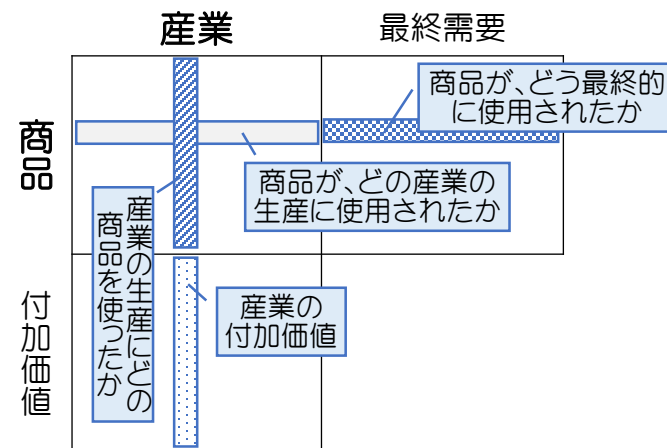 産業
最終需要
商品が、どう最終的
に使用されたか
商品
商品が、どの産業の
生産に使用されたか
産業の生産にどの
商品を使ったか
産業の
付加価値
付加価値